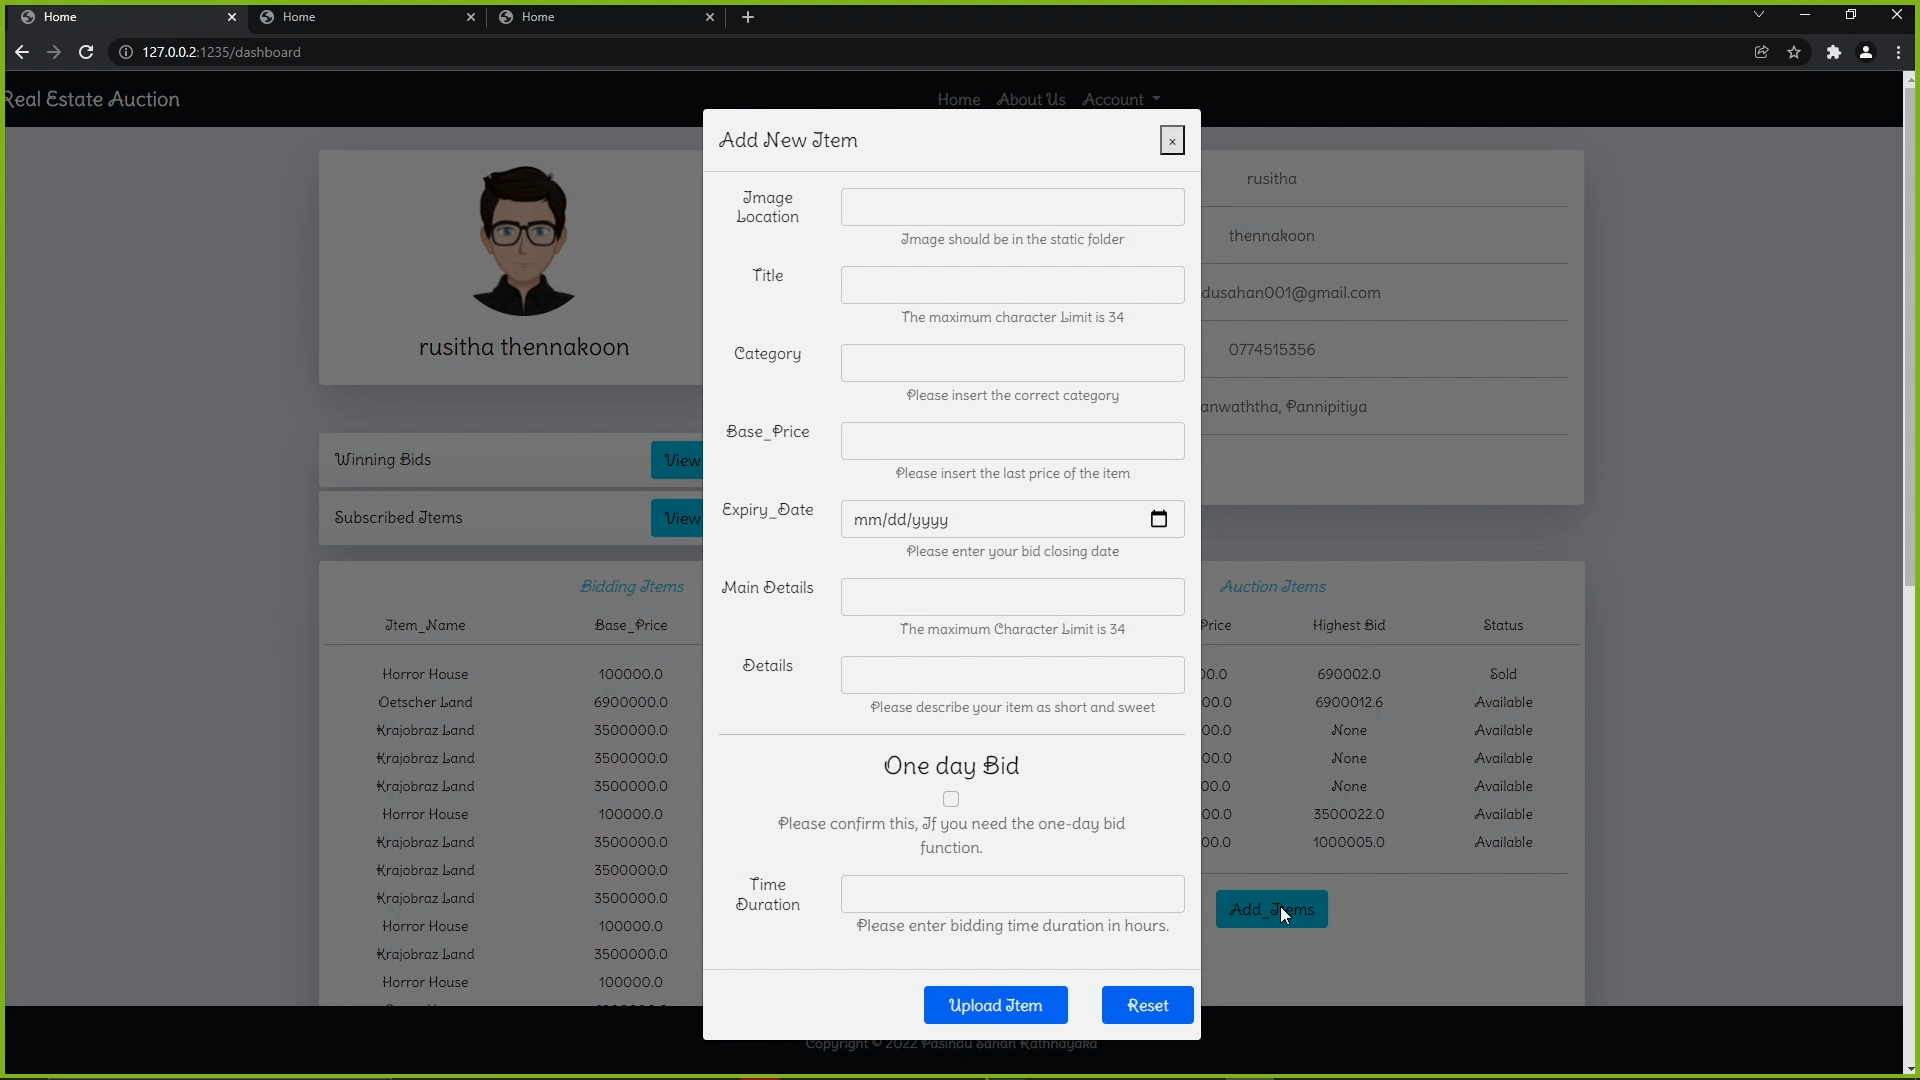 Home
Home
Home
127.0.0.2:1235/dashboard
Real Estate Auction
Home About Us Account
Add New Item
×
Image
Location
Image should be in the static folder
Title
The maximum character Limit is 34
Category
Please insert the correct category
Base_Price
Please insert the last price of the item
Expiry_Date
mm/dd/yyyy
Please enter your bid closing date
Main Details
The maximum Character Limit is 34
Details
Please describe your item as short and sweet
One day Bid
Please confirm this, If you need the one-day bid
function.
Time
Duration
Please enter bidding time duration in hours.
Upload Item Reset
rusitha thennakoon
Winning Bids View
Subscribed Items View
rusitha
thennakoon
dusahan001@gmail.com
0774515356
anwaththa, Pannipitiya
Bidding Items
Item_Name Base_Price
Horror House 100000.0
Oetscher Land 6900000.0
Krajobraz Land 3500000.0
Krajobraz Land 3500000.0
Krajobraz Land 3500000.0
Horror House 100000.0
Krajobraz Land 3500000.0
Krajobraz Land 3500000.0
Krajobraz Land 3500000.0
Horror House 100000.0
Krajobraz Land 3500000.0
Horror House 100000.0
Auction Items
Price Highest Bid Status
00.0 690002.0 Sold
00.0 6900012.6 Available
00.0 None Available
00.0 None Available
00.0 None Available
00.0 3500022.0 Available
00.0 1000005.0 Available
Add_Items
Copyright © 2022 Pasindu Sahan Rathnayaka